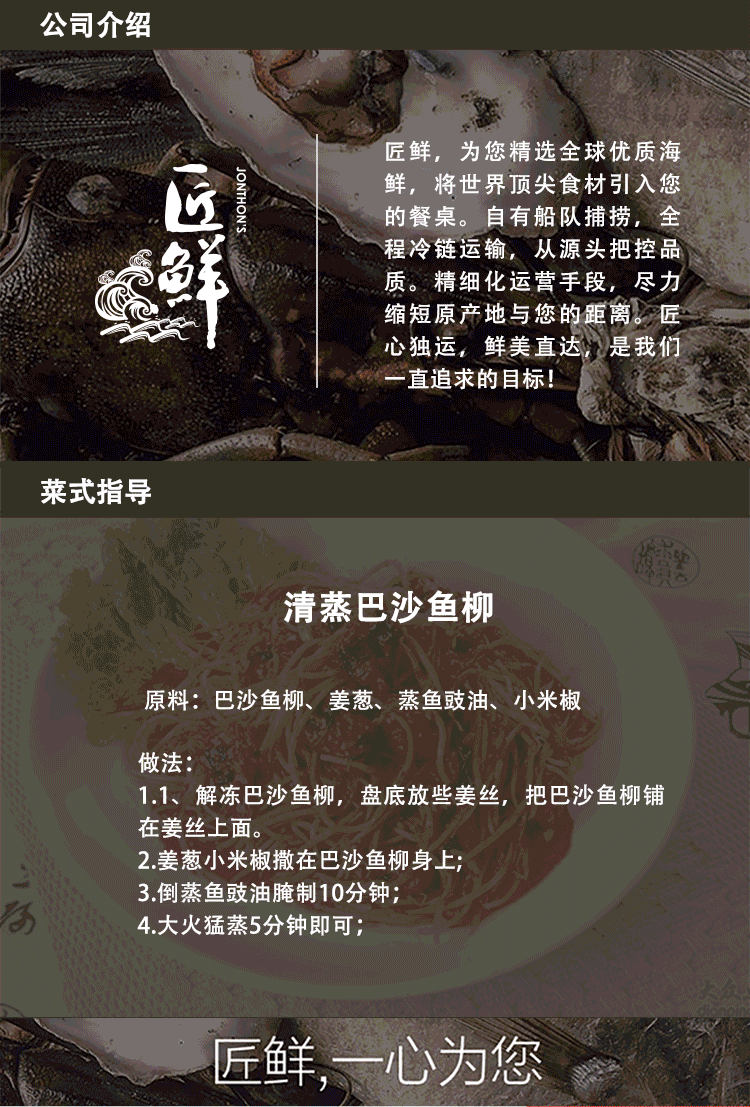 公司介绍
匠鲜
JONTHON'S
匠鲜，为您精选全球优质海
鲜，将世界顶尖食材引入您
的餐桌。自有船队捕捞，全
程冷链运输，从源头把控品
质。精细化运营手段，尽力
缩短原产地与您的距离。匠
心独运，鲜美直达，是我们
一直追求的目标！
菜式指导
清蒸巴沙鱼柳
原料：巴沙鱼柳、姜葱、蒸鱼豉油、小米椒
做法：
1.1、解冻巴沙鱼柳，盘底放些姜丝，把巴沙鱼柳铺
在姜丝上面。
2.姜葱小米椒撒在巴沙鱼柳身上;
3.倒蒸鱼豉油腌制10分钟；
4.大火猛蒸5分钟即可；
匠鲜,一心为您